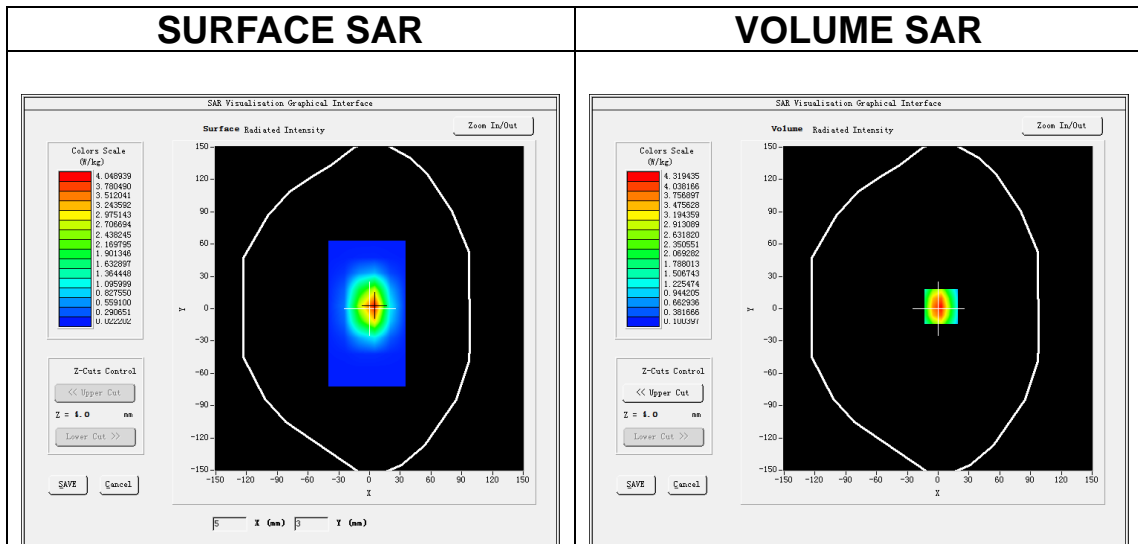 SURFACE SAR
VOLUME SAR
SAR Visualisation Graphical Interface
Surface Radiated Intensity
Zoom In/Out
Colors Scale
(W/kg)
4.048939
3.780490
3.512041
3.243592
2.975143
2.706694
2.438245
2.169795
1.901346
1.632897
1.364448
1.095999
0.827550
0.559100
0.290651
0.022202
150
120
90
60
30
0
-30
-60
-90
-120
-150
Y
-150 -120 -90 -60 -30 0 30 60 90 120 150
X
Z-Cuts Control
<< Upper Cut
Z = 4.0 mm
Lower Cut >>
SAVE Cancel
5 X (mm) 3 Y (mm)
SAR Visualisation Graphical Interface
Volume Radiated Intensity
Zoom In/Out
Colors Scale
(W/kg)
4.319435
4.038166
3.756897
3.475628
3.194359
2.913089
2.631820
2.350551
2.069282
1.788013
1.506743
1.225474
0.944205
0.662936
0.381666
0.100397
150
120
90
60
30
0
-30
-60
-90
-120
-150
Y
-150 -120 -90 -60 -30 0 30 60 90 120 150
X
Z-Cuts Control
<< Upper Cut
Z = 4.0 mm
Lower Cut >>
SAVE Cancel